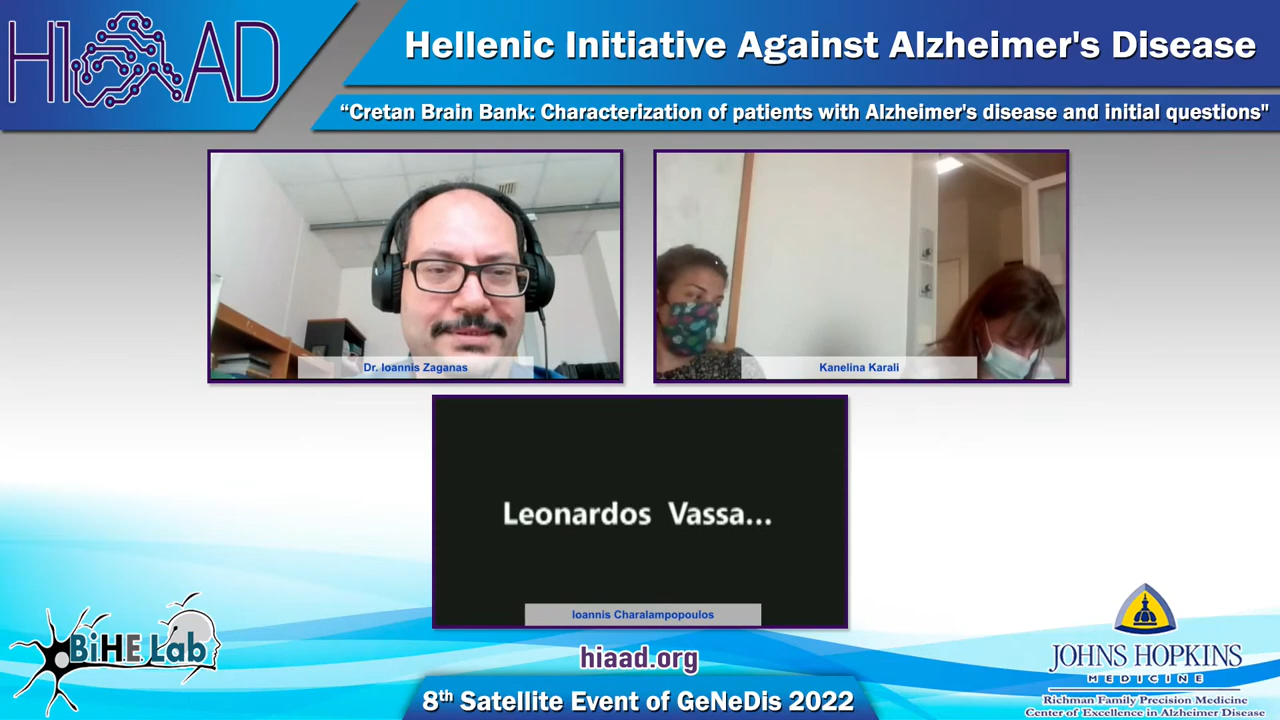 HIAAD
Hellenic Initiative Against Alzheimer's Disease
“Cretan Brain Bank: Characterization of patients with Alzheimer's disease and initial questions"
Dr. Ioannis Zaganas
Kanelina Karali
Leonardos Vassa...
Ioannis Charalampopoulos
BiHE Lab
hiaad.org
8th Satellite Event of GeNeDis 2022
JOHNS HOPKINS
MEDICINE
Richman Family Precision Medicine
Center of Excellence in Alzheimer Disease